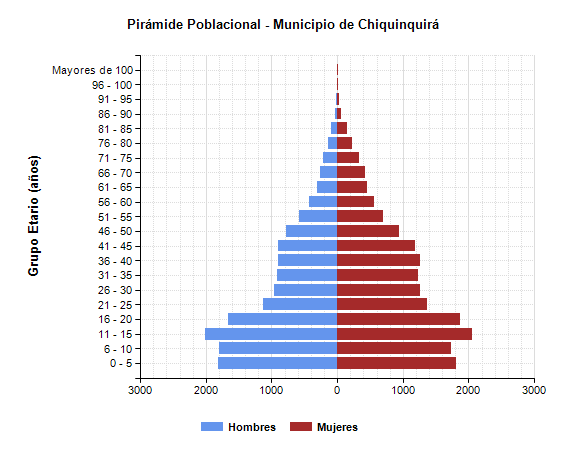 Pirámide Poblacional - Municipio de Chiquinquirá
Grupo Etario (años)
Mayores de 100
96 - 100
91 - 95
86 - 90
81 - 85
76 - 80
71 - 75
66 - 70
61 - 65
56 - 60
51 - 55
46 - 50
41 - 45
36 - 40
31 - 35
26 - 30
21 - 25
16 - 20
11 - 15
6 - 10
0 - 5
3000 2000 1000 0 1000 2000 3000
Hombres Mujeres